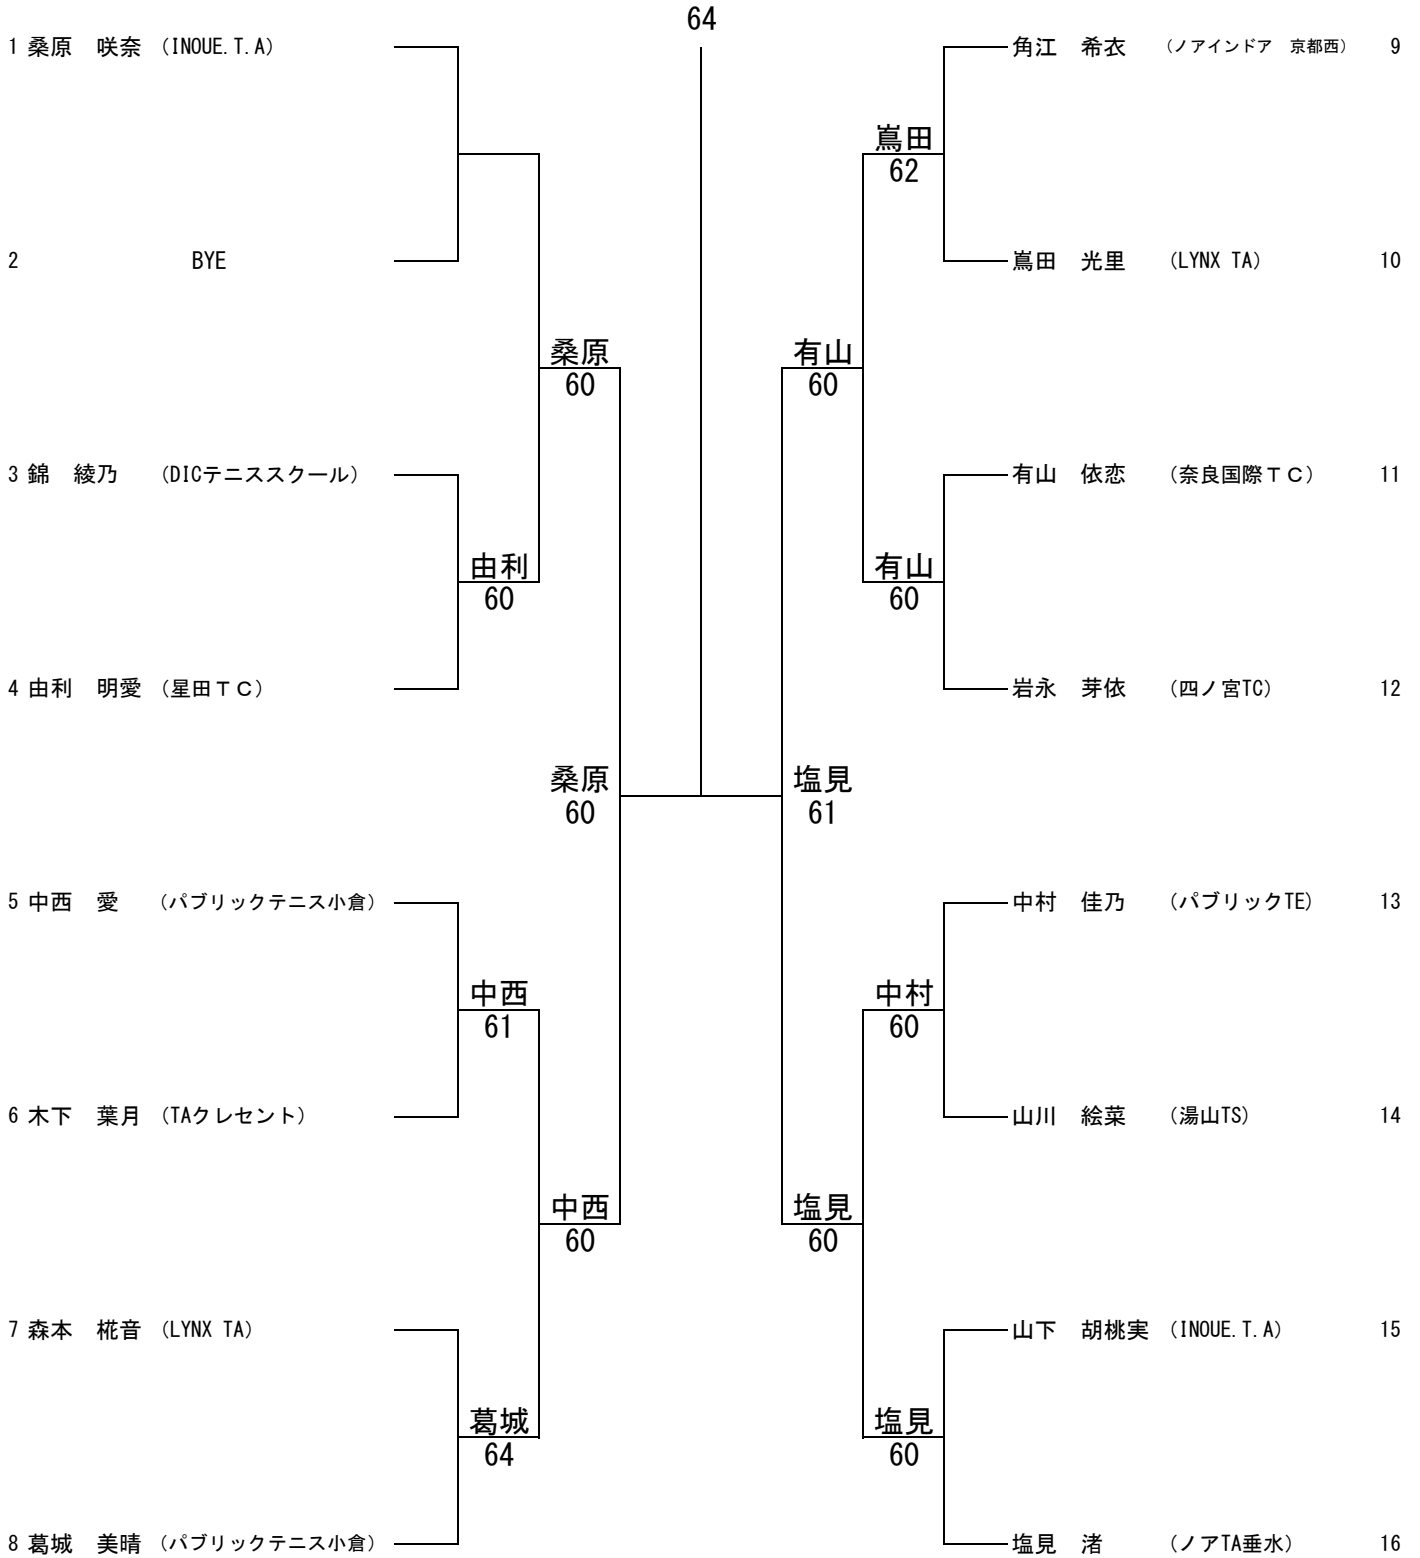 64
1 桑原　咲奈 （INOUE.T.A）
角江　希衣 （ノアインドア　京都西） 9
嶌田
62
2 BYE
嶌田　光里 （LYNX TA） 10
桑原
60
有山
60
3 錦　綾乃 （DICテニススクール）
有山　依恋 （奈良国際ＴＣ） 11
由利
60
有山
60
4 由利　明愛 （星田ＴＣ）
岩永　芽依 （四ノ宮TC） 12
桑原
60
塩見
61
5 中西　愛 （パブリックテニス小倉）
中村　佳乃 （パブリックTE） 13
中西
61
中村
60
6 木下　葉月 （TAクレセント）
山川　絵菜 （湯山TS） 14
中西
60
塩見
60
7 森本　椛音 （LYNX TA）
山下　胡桃実 （INOUE.T.A） 15
葛城
64
塩見
60
8 葛城　美晴 （パブリックテニス小倉）
塩見　渚 （ノアTA垂水） 16